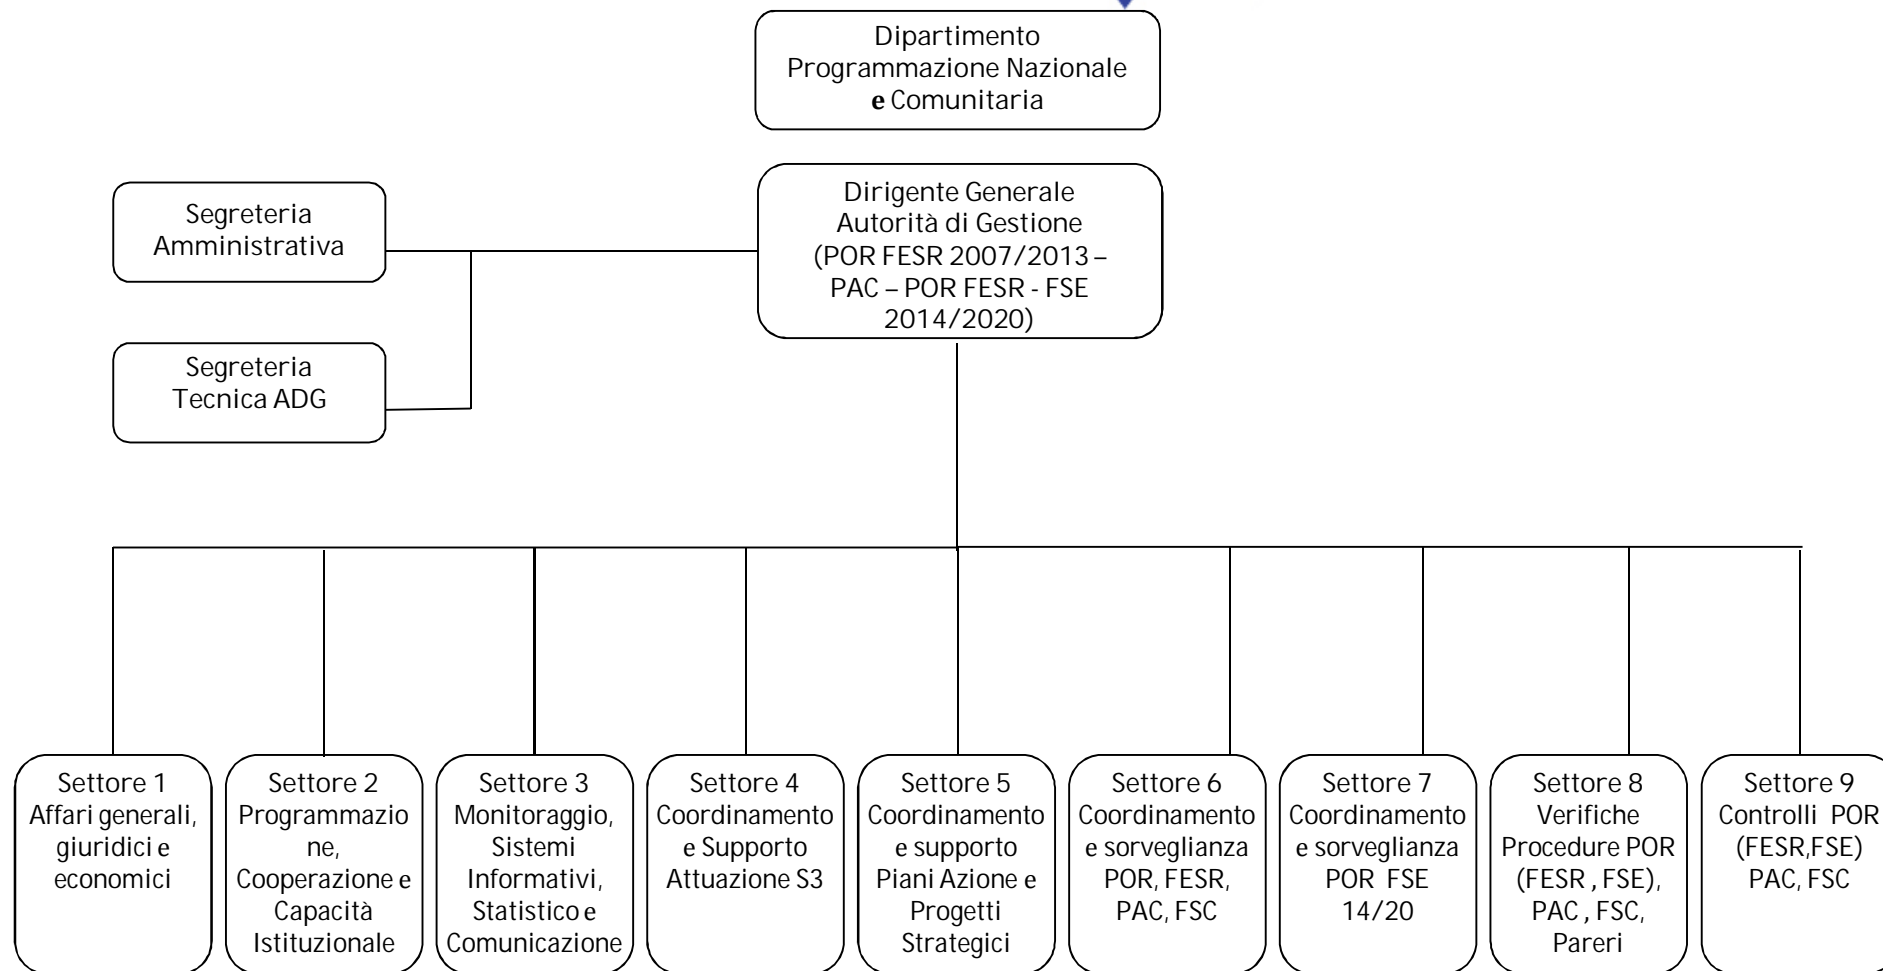 Dipartimento
Programmazione Nazionale
e Comunitaria
Segreteria
Amministrativa
Dirigente Generale
Autorità di Gestione
(POR FESR 2007/2013 –
PAC – POR FESR - FSE
2014/2020)
Segreteria
Tecnica ADG
Settore 1
Affari generali,
giuridici e
economici
Settore 2
Programmazio
ne,
Cooperazione e
Capacità
Istituzionale
Settore 3
Monitoraggio,
Sistemi
Informativi,
Statistico e
Comunicazione
Settore 4
Coordinamento
e Supporto
Attuazione S3
Settore 5
Coordinamento
e supporto
Piani Azione e
Progetti
Strategici
Settore 6
Coordinamento
e sorveglianza
POR, FESR,
PAC, FSC
Settore 7
Coordinamento
e sorveglianza
POR FSE
14/20
Settore 8
Verifiche
Procedure POR
(FESR , FSE),
PAC , FSC,
Pareri
Settore 9
Controlli POR
(FESR,FSE)
PAC, FSC